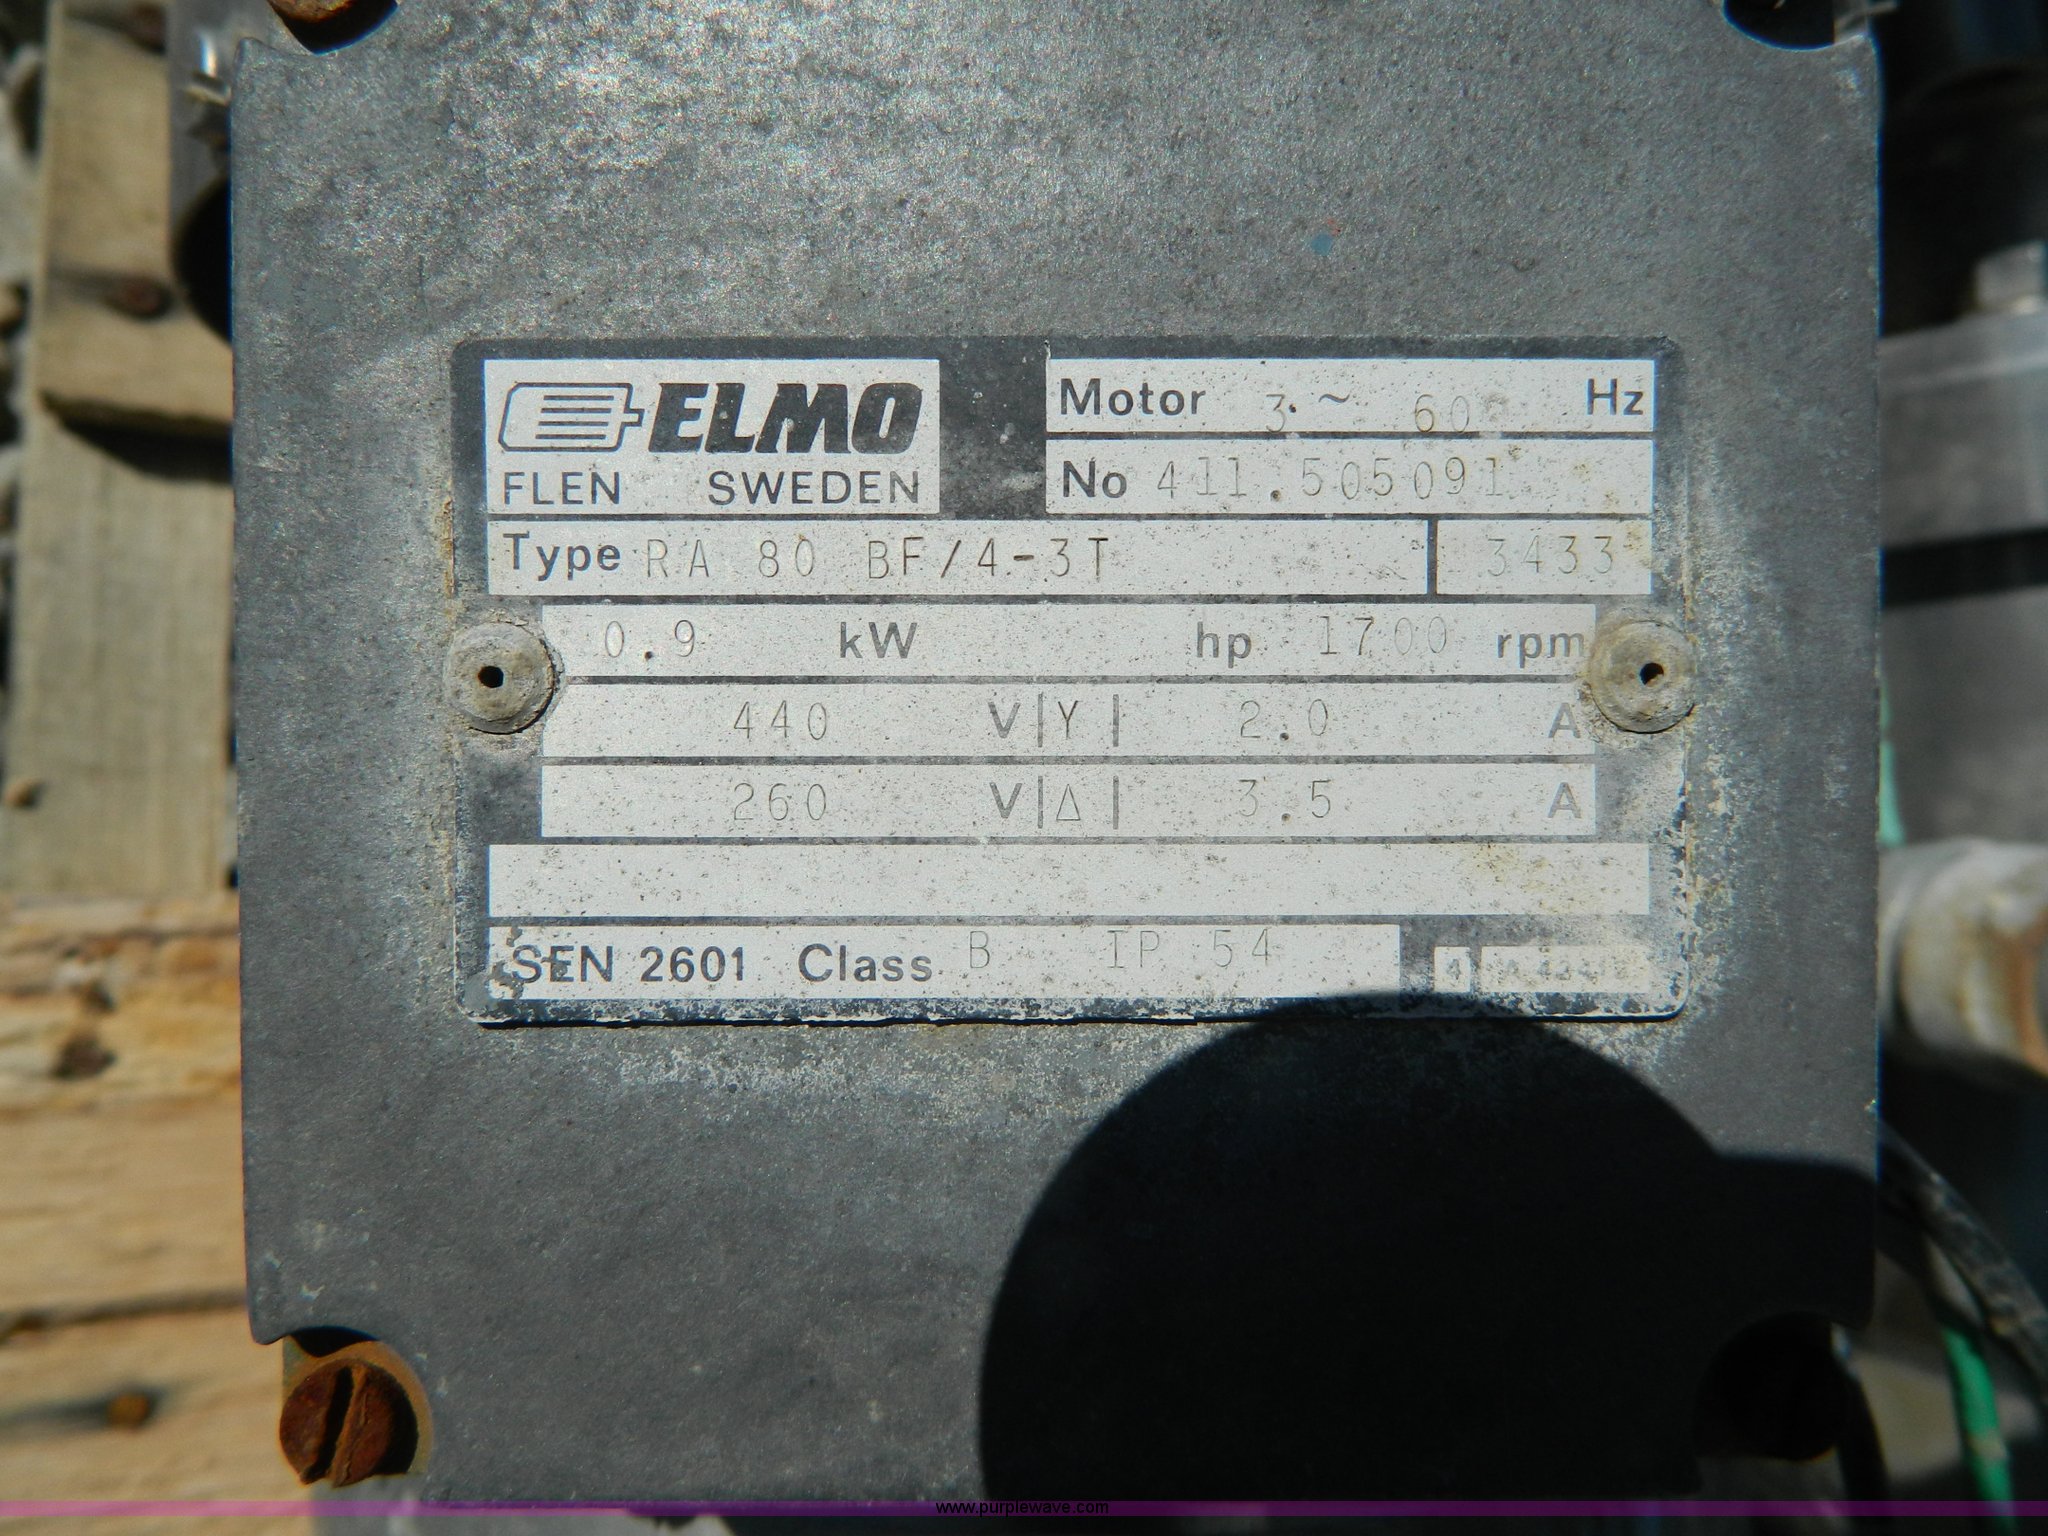 ELMO
FLEN SWEDEN
Motor 3 ~ 60 Hz
No 411.505091
Type RA 80 BF/4-3T 3433
0.9 kW hp 1700 rpm
440 V Y 2.0 A
260 V Δ 3.5 A
SEN 2601 Class B IP 54
www.purplewave.com